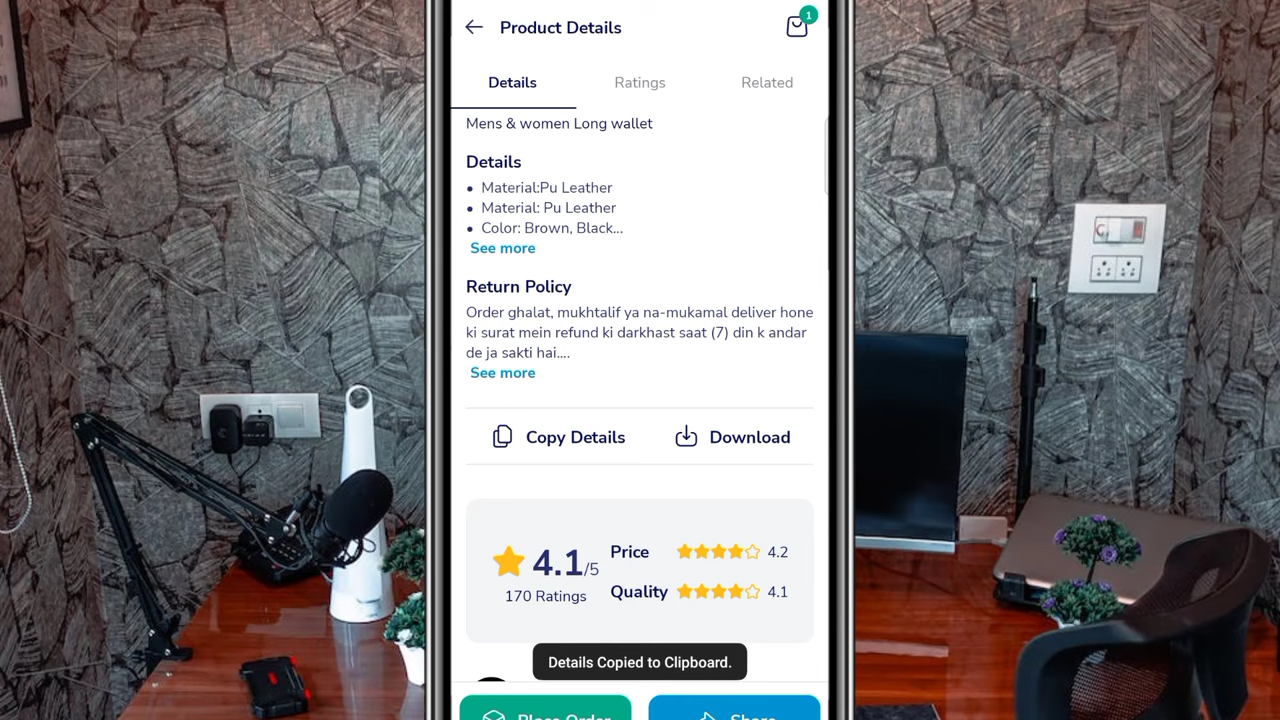 Product Details
1
Details
Ratings
Related
Mens & women Long wallet
Details
• Material:Pu Leather
• Material: Pu Leather
• Color: Brown, Black...
See more
Return Policy
Order ghalat, mukhtalif ya na-mukamal deliver hone
ki surat mein refund ki darkhast saat (7) din k andar
de ja sakti hai....
See more
Copy Details
Download
4.1/5
170 Ratings
Price
4.2
Quality
4.1
Details Copied to Clipboard.
Place Order
Share